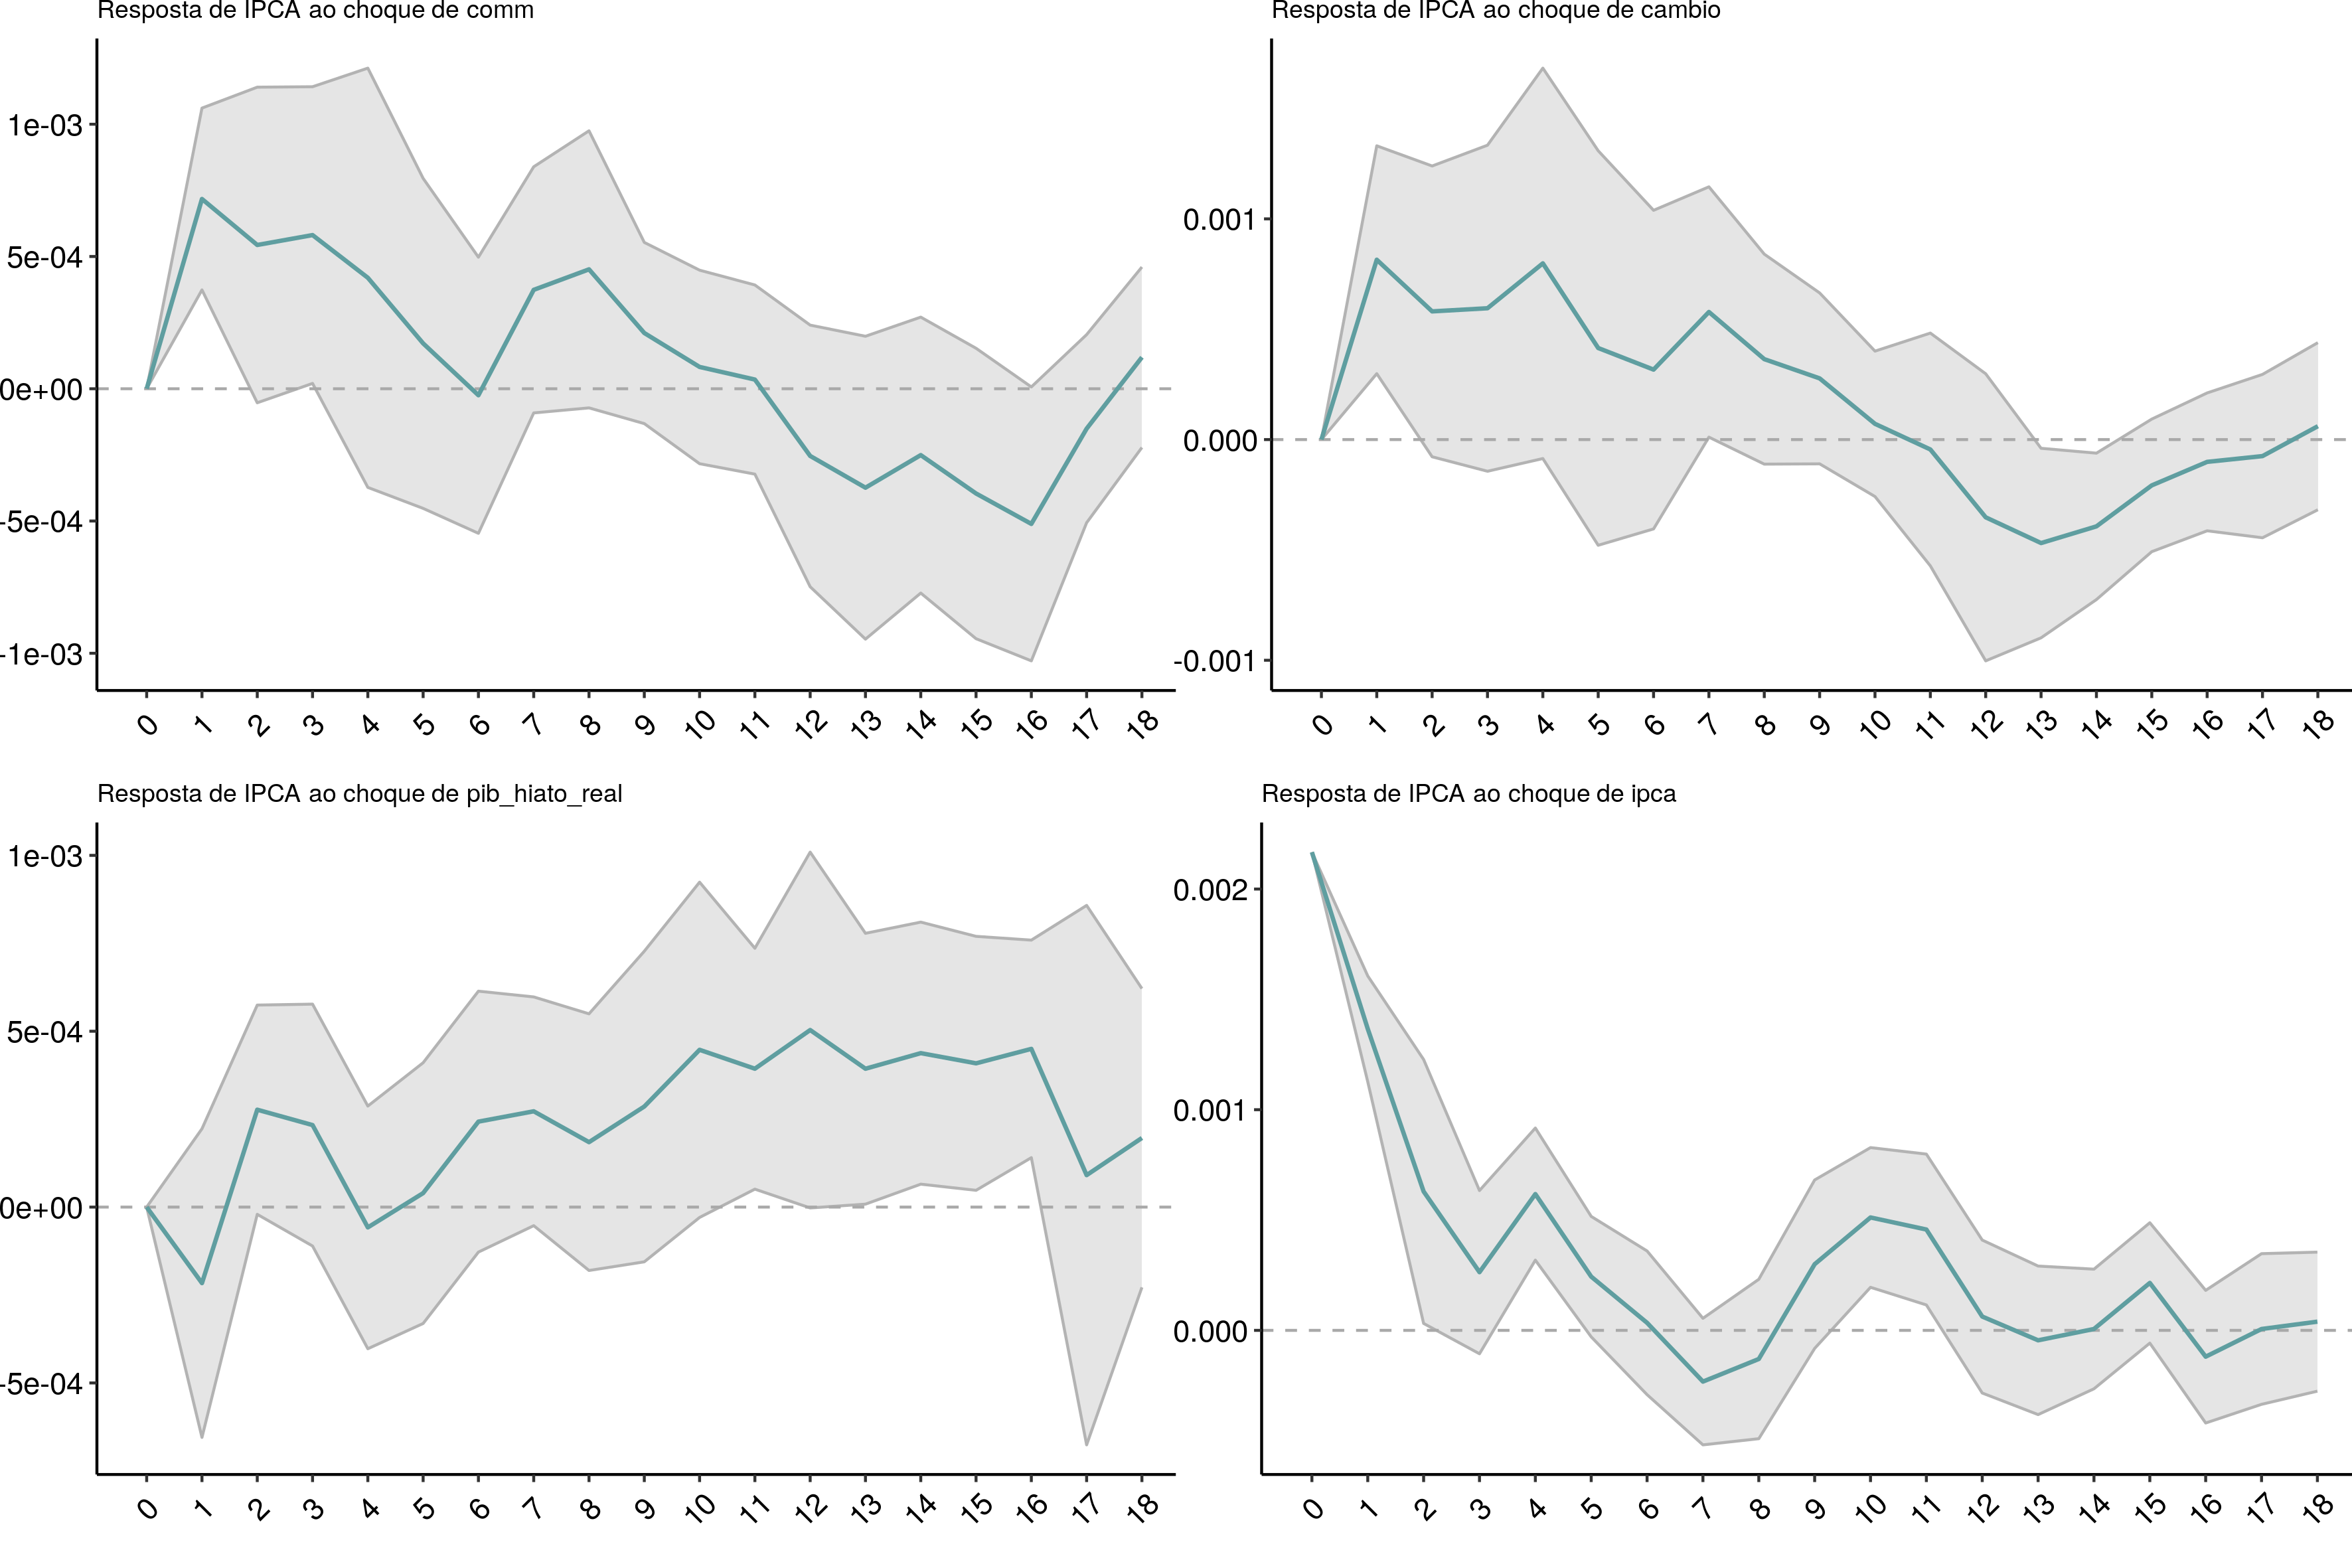 Resposta de IPCA ao choque de comm
1e-03
5e-04
0e+00
-5e-04
-1e-03
0 1 2 3 4 5 6 7 8 9 10 11 12 13 14 15 16 17 18
Resposta de IPCA ao choque de cambio
0.001
0.000
-0.001
0 1 2 3 4 5 6 7 8 9 10 11 12 13 14 15 16 17 18
Resposta de IPCA ao choque de pib_hiato_real
1e-03
5e-04
0e+00
-5e-04
0 1 2 3 4 5 6 7 8 9 10 11 12 13 14 15 16 17 18
Resposta de IPCA ao choque de ipca
0.002
0.001
0.000
0 1 2 3 4 5 6 7 8 9 10 11 12 13 14 15 16 17 18